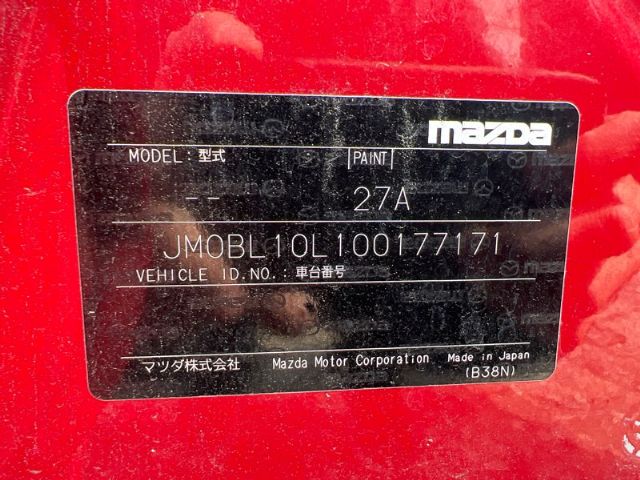 mazda
MODEL : 型式
PAINT
-- 27A
JM0BL10L100177171
VEHICLE ID.NO. : 車台番号
マツダ株式会社 Mazda Motor Corporation Made in Japan
(B38N)